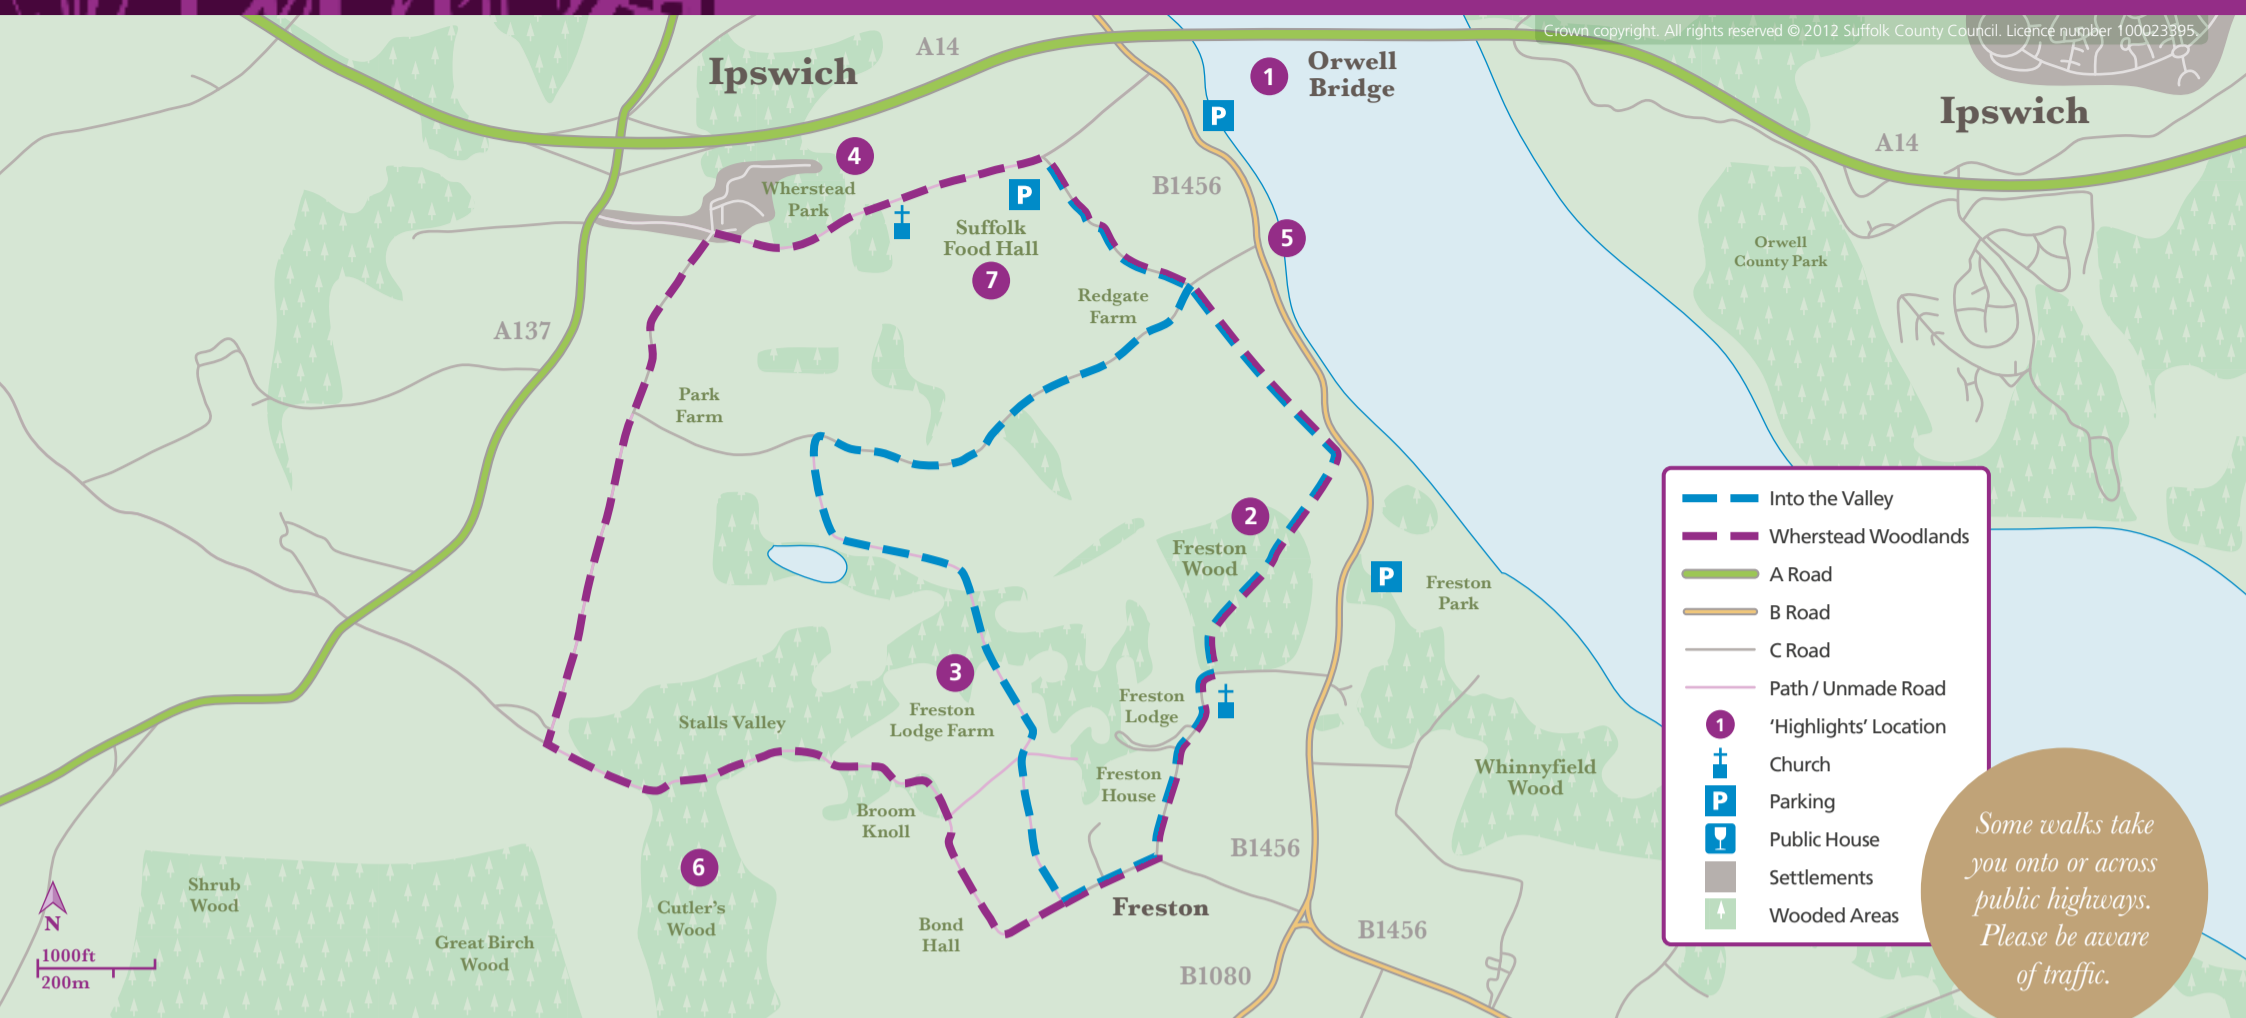 Crown copyright. All rights reserved © 2012 Suffolk County Council. Licence number 100023395.
A14
Ipswich
1
Orwell
Bridge
P
Ipswich
A14
4
Wherstead
Park
P
B1456
Suffolk
Food Hall
7
5
Orwell
County Park
Redgate
Farm
A137
Park
Farm
2
Freston
Wood
P
Freston
Park
3
Freston
Lodge Farm
Stalls Valley
Freston
Lodge
Freston
House
Whinnyfield
Wood
Broom
Knoll
B1456
6
Cutler's
Wood
Shrub
Wood
Great Birch
Wood
Bond
Hall
Freston
B1456
B1080
N
1000ft
200m
Into the Valley
Wherstead Woodlands
A Road
B Road
C Road
Path / Unmade Road
1 ‘Highlights’ Location
Church
P Parking
Public House
Settlements
Wooded Areas
Some walks take
you onto or across
public highways.
Please be aware
of traffic.